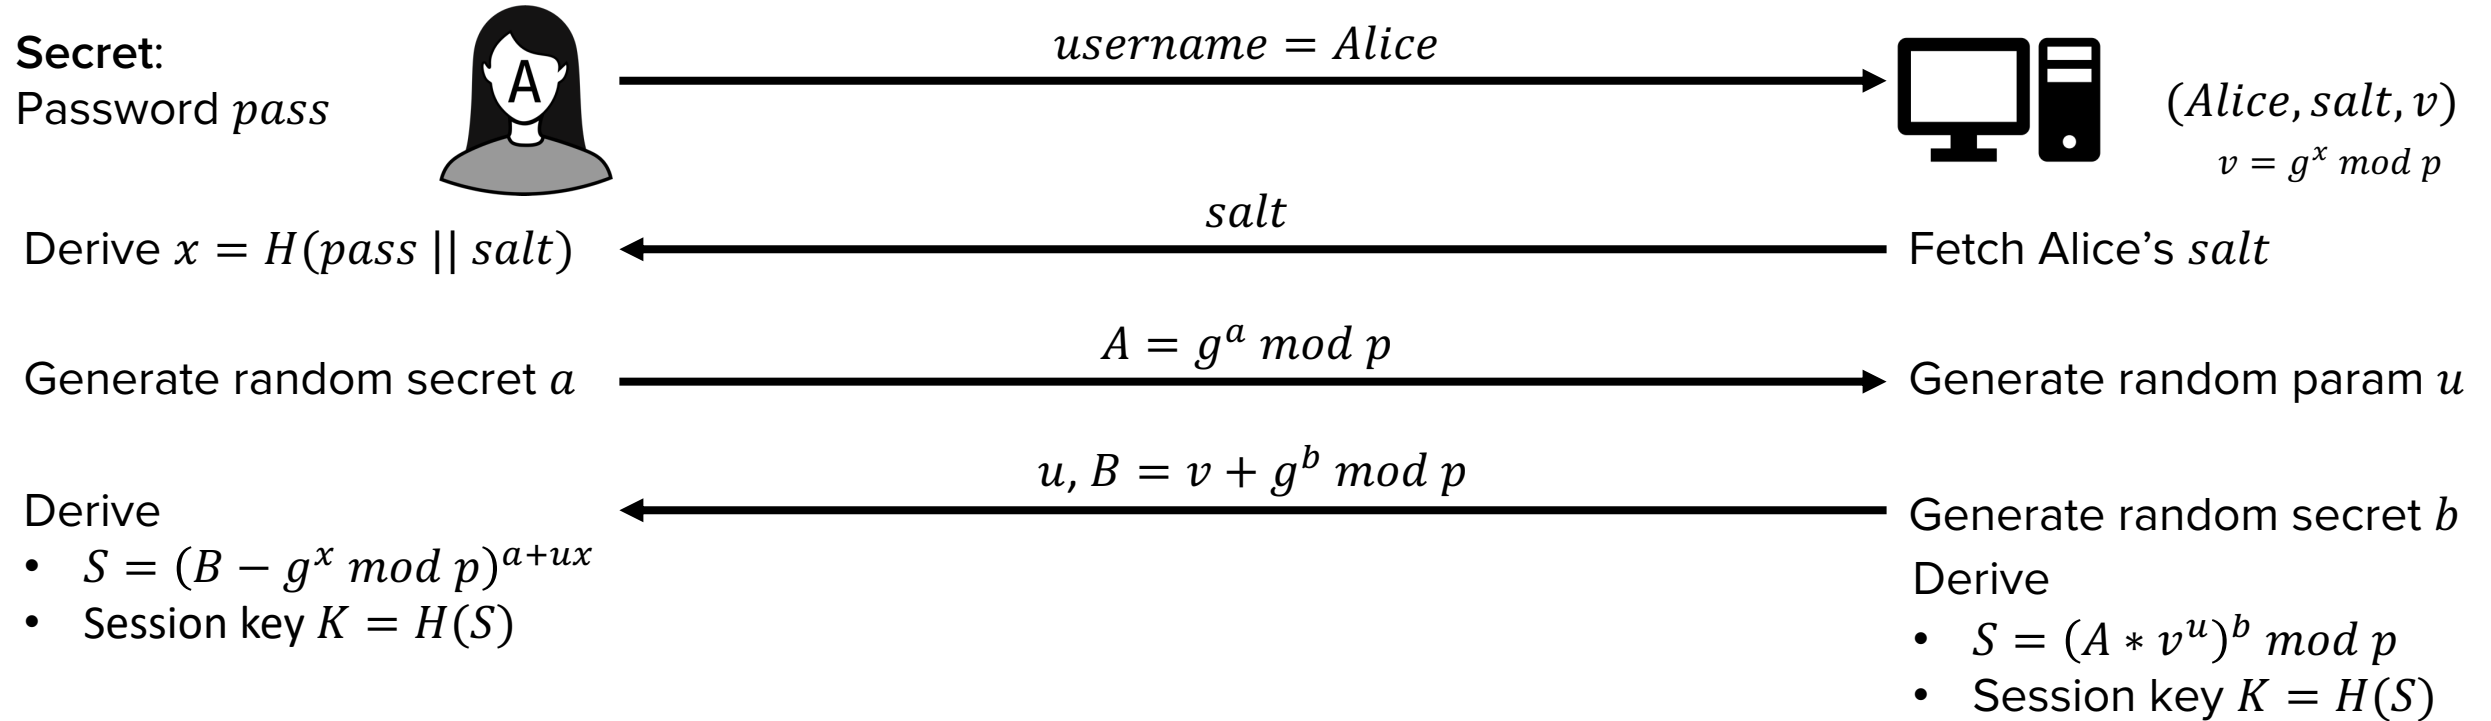 Secret:
Password pass
A
username = Alice
(Alice, salt, v)
v = g^x mod p
salt
Derive x = H(pass || salt)
Fetch Alice’s salt
A = g^a mod p
Generate random secret a
Generate random param u
u, B = v + g^b mod p
Derive
• S = (B − g^x mod p)^{a+ux}
• Session key K = H(S)
Generate random secret b
Derive
• S = (A ∗ v^u)^b mod p
• Session key K = H(S)